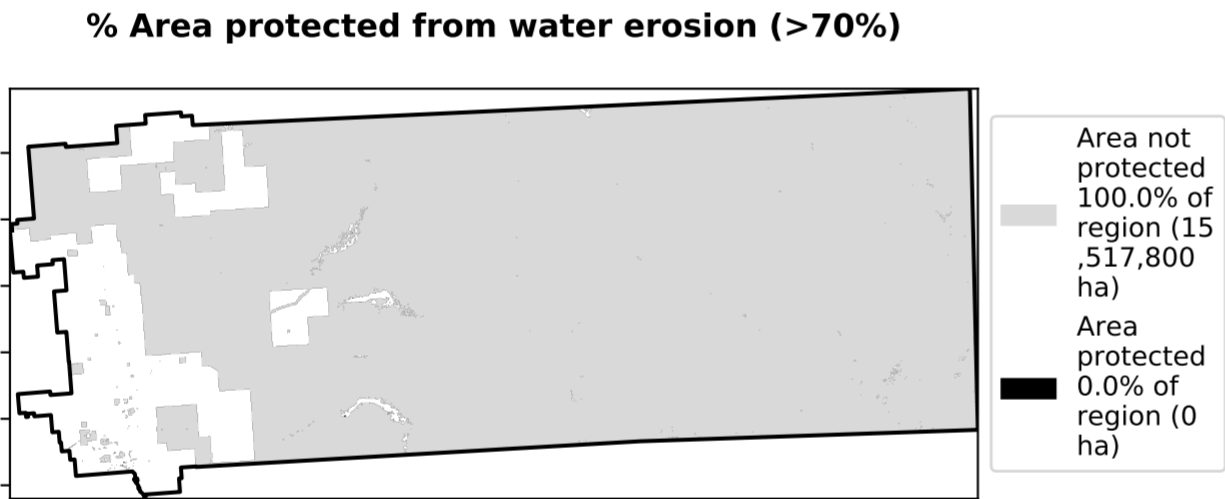 % Area protected from water erosion (>70%)
Area not
protected
100.0% of
region (15
,517,800
ha)
Area
protected
0.0% of
region (0
ha)